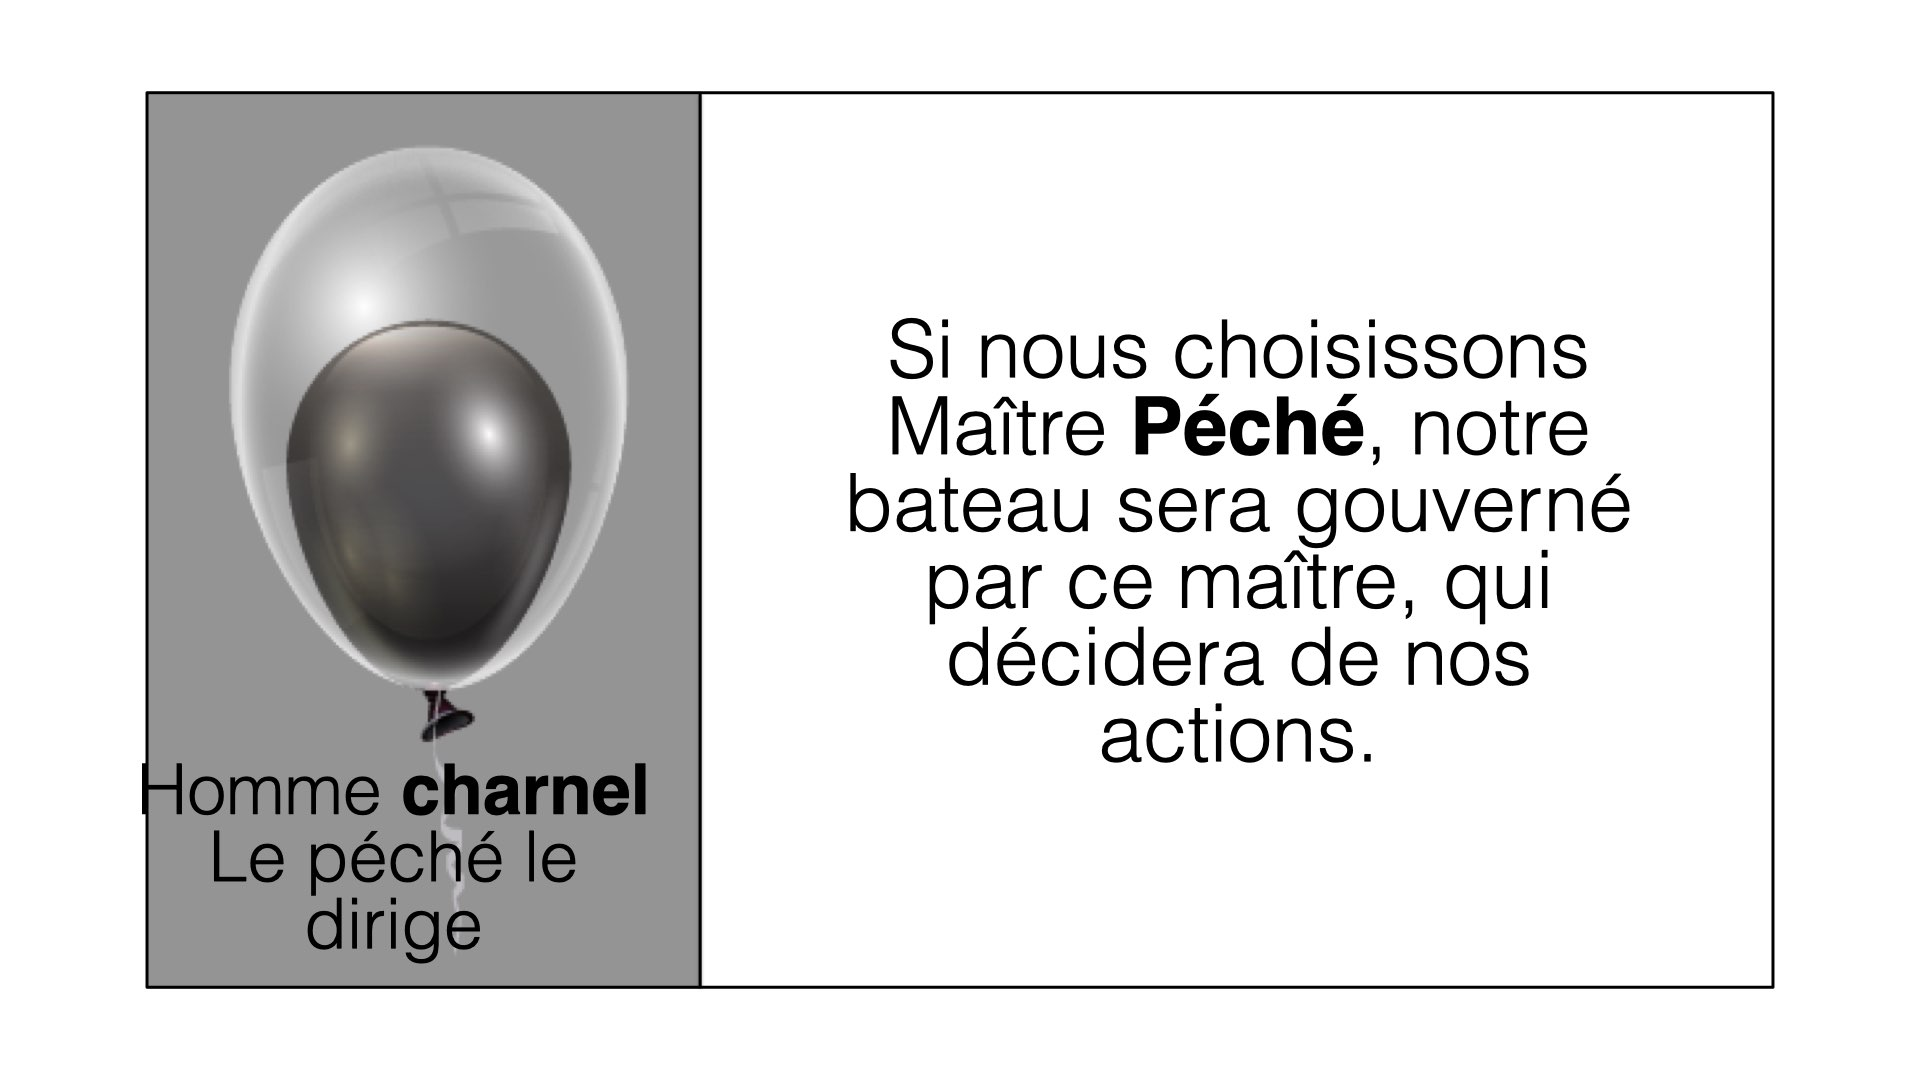 Homme charnel
Le péché le
dirige
Si nous choisissons
Maître Péché, notre
bateau sera gouverné
par ce maître, qui
décidera de nos
actions.